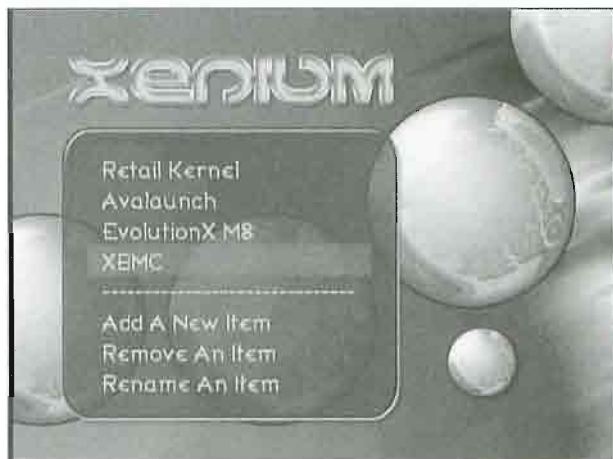 XENIUM
Retail Kernel
Avalaunch
EvolutionX M8
XBMC
Add A New Item
Remove An Item
Rename An Item